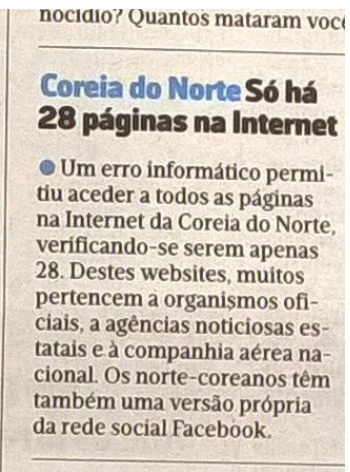 nocídio? Quantos mataram você
Coreia do Norte Só há
28 páginas na Internet
● Um erro informático permi-
tiu aceder a todos as páginas
na Internet da Coreia do Norte,
verificando-se serem apenas
28. Destes websites, muitos
pertencem a organismos ofi-
ciais, a agências noticiosas es-
tatais e à companhia aérea na-
cional. Os norte-coreanos têm
também uma versão própria
da rede social Facebook.